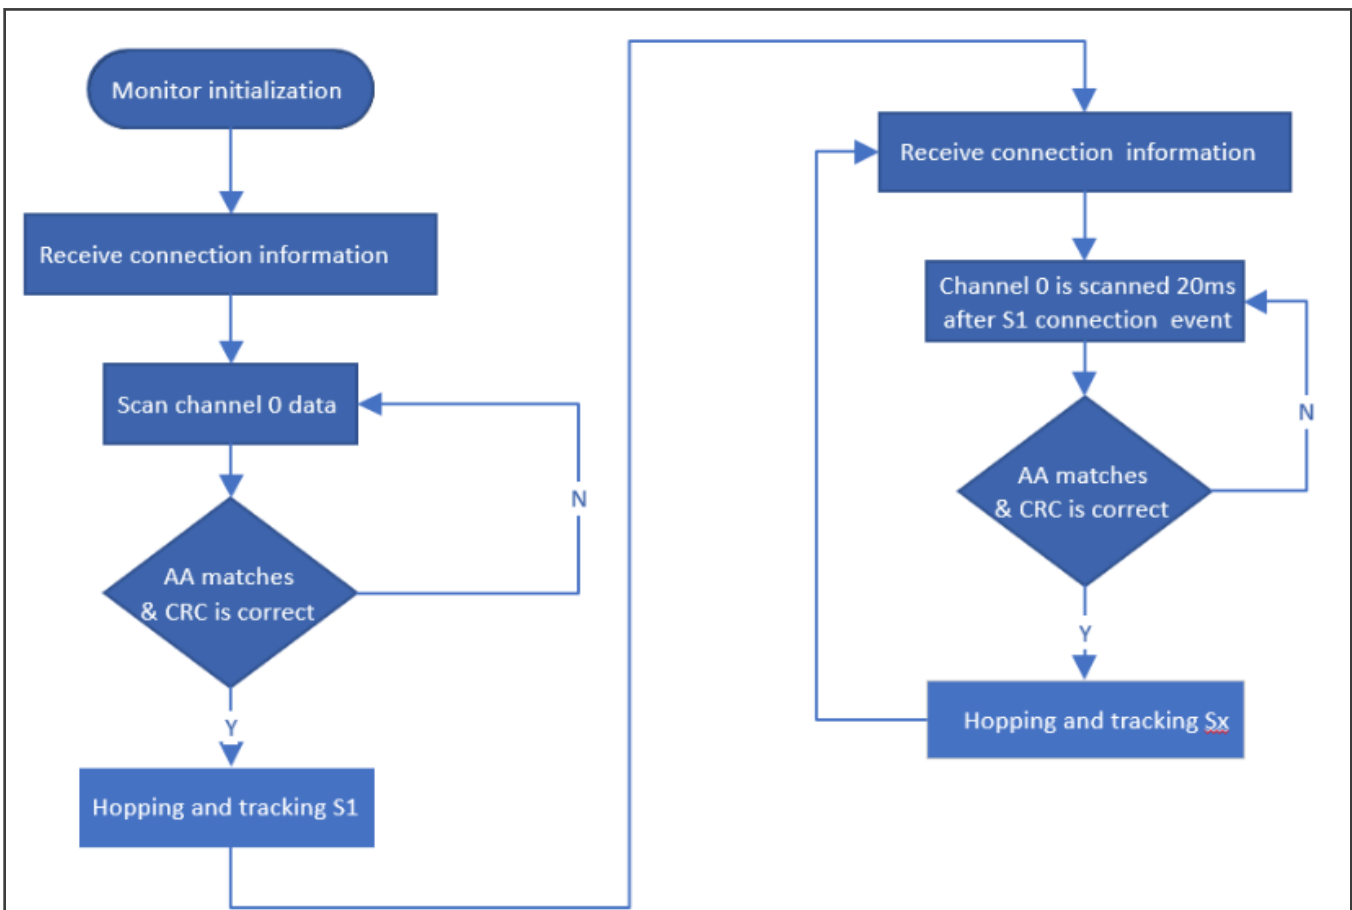 Monitor initialization
Receive connection information
Scan channel 0 data
N
AA matches
& CRC is correct
Y
Hopping and tracking S1
Receive connection information
Channel 0 is scanned 20ms
after S1 connection event
N
AA matches
& CRC is correct
Y
Hopping and tracking Sx